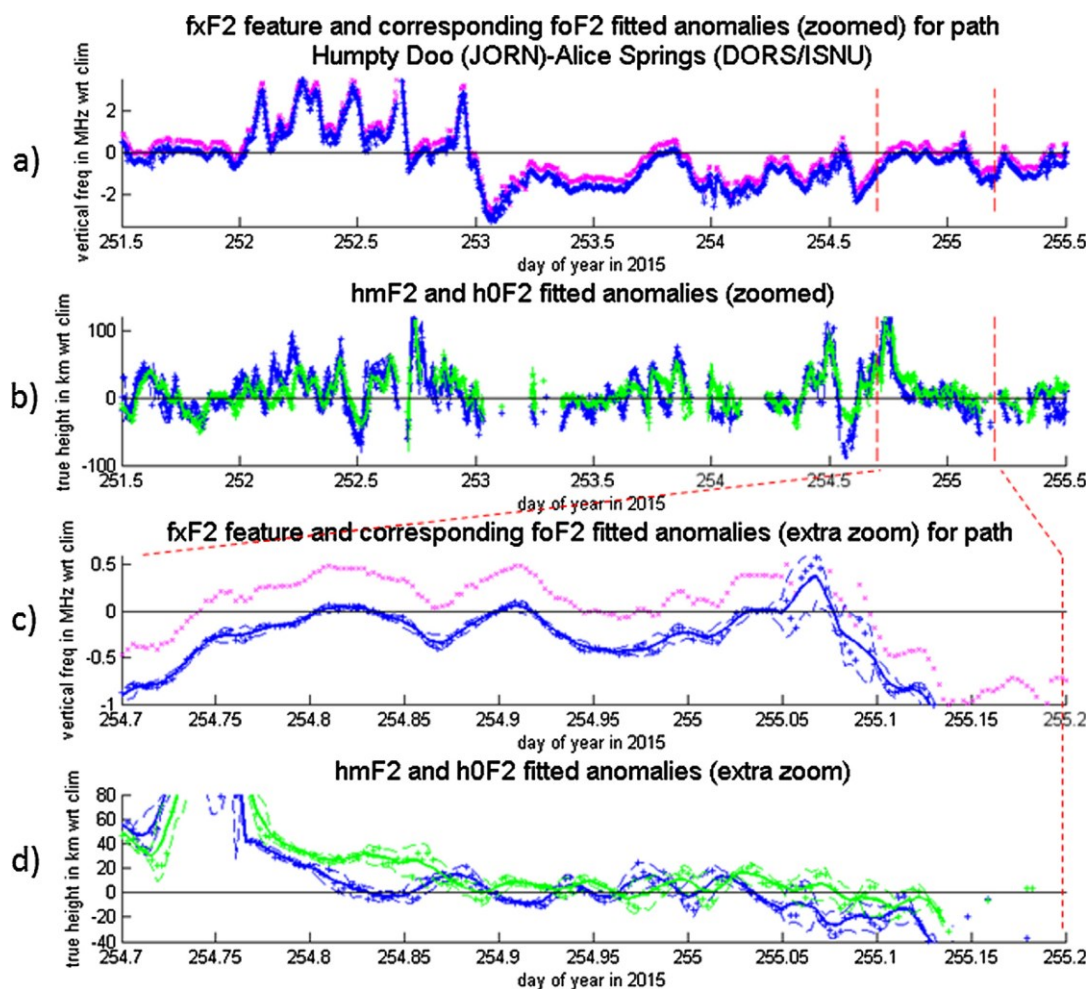 fxF2 feature and corresponding foF2 fitted anomalies (zoomed) for path
Humpty Doo (JORN)-Alice Springs (DORS/ISNU)
a)
vertical freq in MHz wrt clim
2
0
-2
251.5 252 252.5 253 253.5 254 254.5 255 255.5
day of year in 2015
hmF2 and h0F2 fitted anomalies (zoomed)
b)
true height in km wrt clim
100
0
-100
251.5 252 252.5 253 253.5 254 254.5 255 255.5
day of year in 2015
fxF2 feature and corresponding foF2 fitted anomalies (extra zoom) for path
c)
vertical freq in MHz wrt clim
0.5
0
-0.5
-1
254.7 254.75 254.8 254.85 254.9 254.95 255 255.05 255.1 255.15 255.2
day of year in 2015
hmF2 and h0F2 fitted anomalies (extra zoom)
d)
true height in km wrt clim
80
60
40
20
0
-20
-40
254.7 254.75 254.8 254.85 254.9 254.95 255 255.05 255.1 255.15 255.2
day of year in 2015